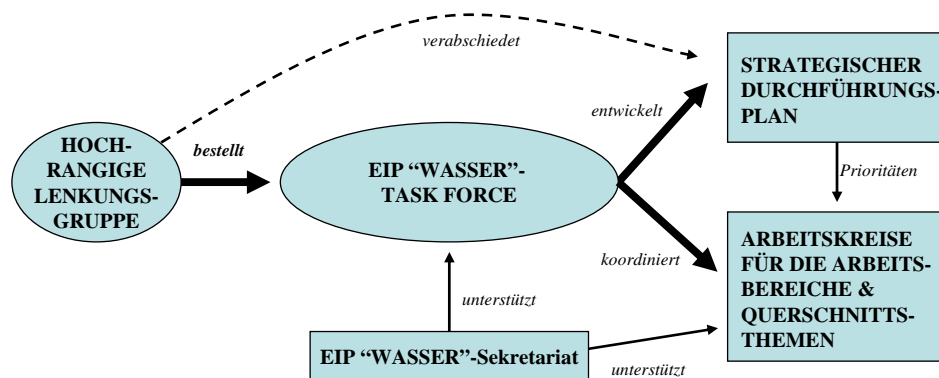 verabschiedet
STRATEGISCHER
DURCHFÜHRUNGS-
PLAN
entwickelt
HOCH-
RANGIGE
LENKUNGS-
GRUPPE
bestellt
EIP “WASSER”-
TASK FORCE
Prioritäten
koordiniert
ARBEITSKREISE
FÜR DIE ARBEITS-
BEREICHE &
QUERSCHNITTS-
THEMEN
unterstützt
EIP “WASSER”-Sekretariat
unterstützt